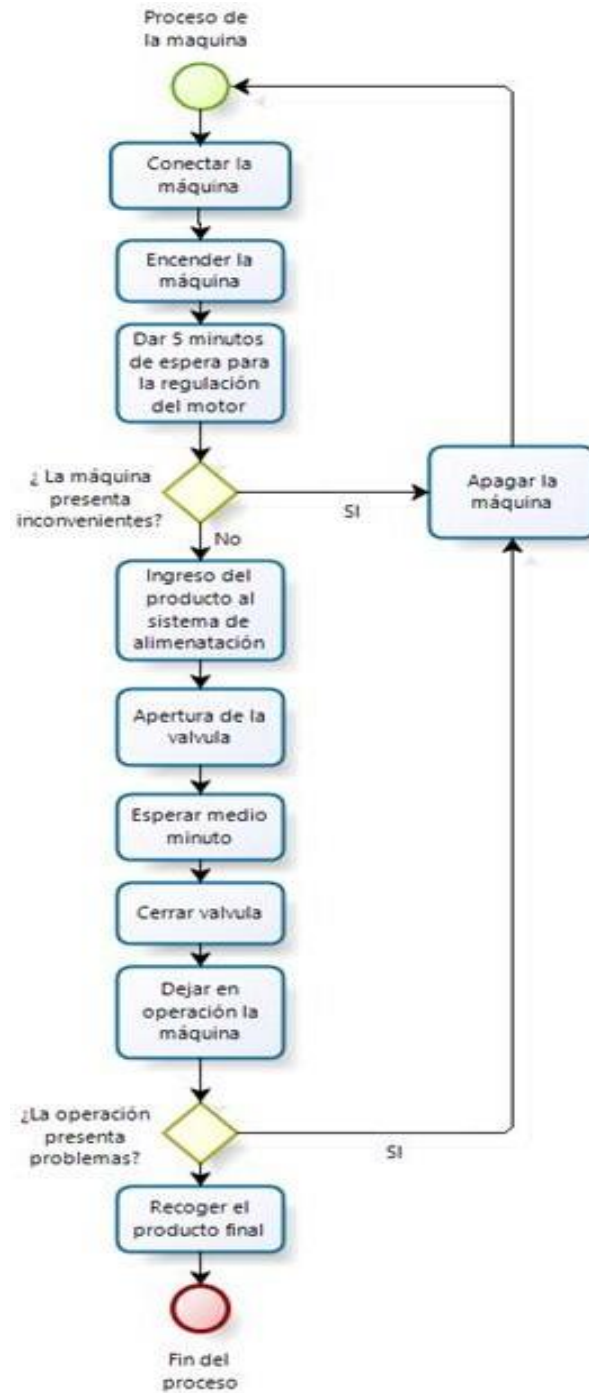 Proceso de
la maquina
Conectar la
máquina
Encender la
máquina
Dar 5 minutos
de espera para
la regulación
del motor
¿ La máquina
presenta
inconvenientes?
SI
Apagar la
máquina
No
Ingreso del
producto al
sistema de
alimenatación
Apertura de la
valvula
Esperar medio
minuto
Cerrar valvula
Dejar en
operación la
máquina
¿La operación
presenta
problemas?
SI
Recoger el
producto final
Fin del
proceso